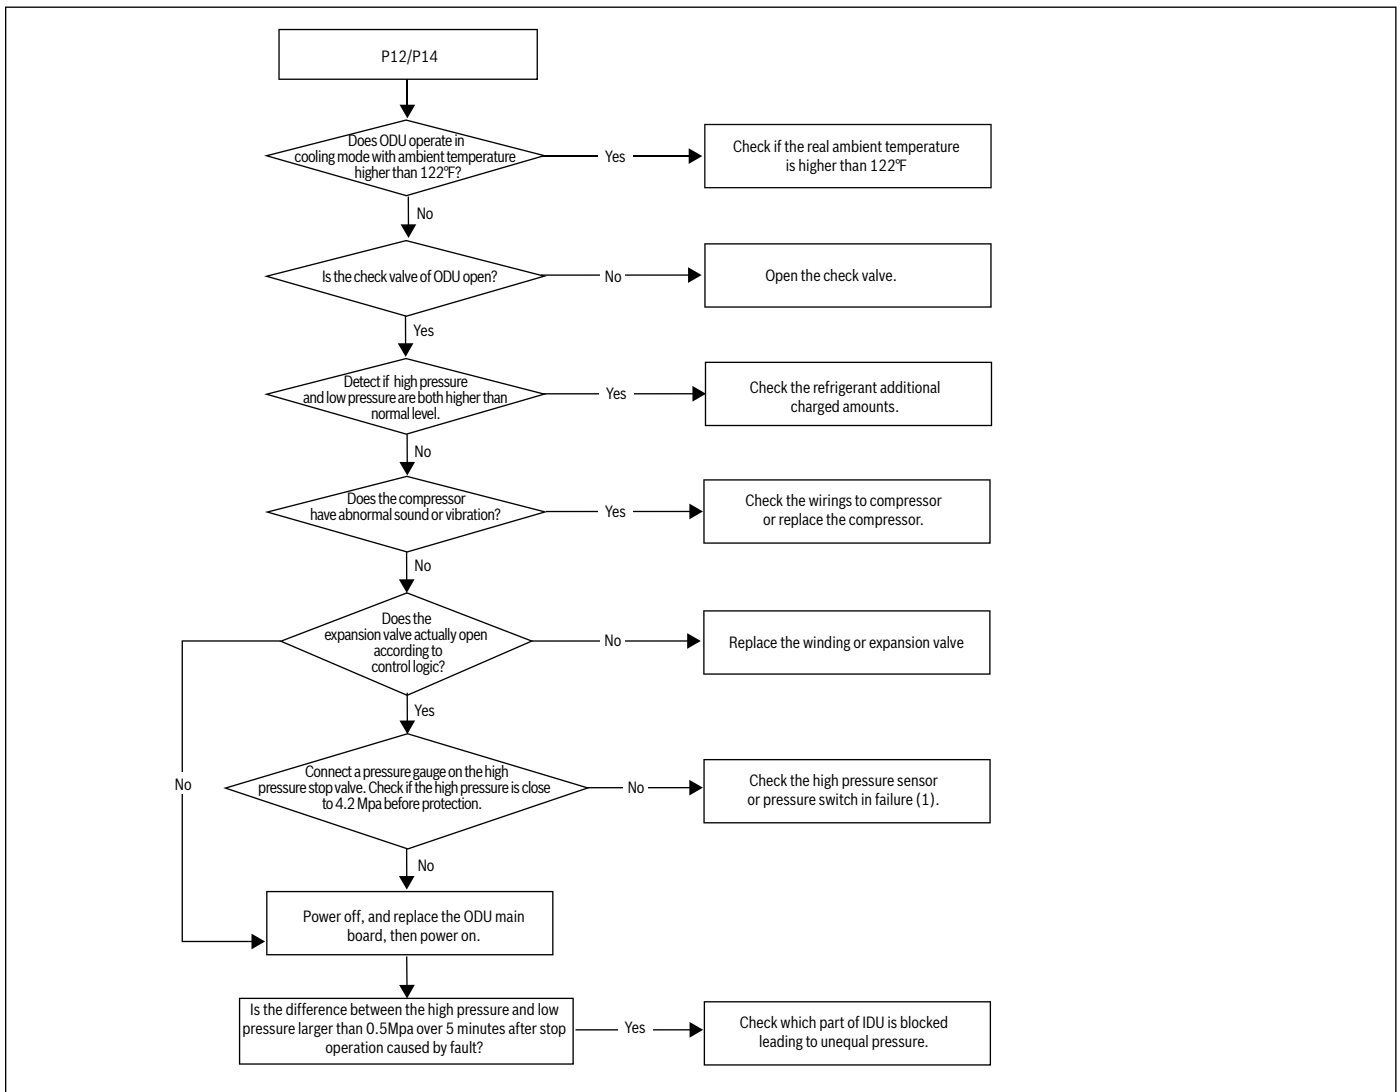 P12/P14
Does ODU operate in
cooling mode with ambient temperature
higher than 122°F?
Yes
Check if the real ambient temperature
is higher than 122°F
No
Is the check valve of ODU open?
No
Open the check valve.
Yes
Detect if high pressure
and low pressure are both higher than
normal level.
Yes
Check the refrigerant additional
charged amounts.
No
Does the compressor
have abnormal sound or vibration?
Yes
Check the wirings to compressor
or replace the compressor.
No
Does the
expansion valve actually open
according to
control logic?
No
Replace the winding or expansion valve
Yes
No
Connect a pressure gauge on the high
pressure stop valve. Check if the high pressure is close
to 4.2 Mpa before protection.
No
Check the high pressure sensor
or pressure switch in failure (1).
No
Power off, and replace the ODU main
board, then power on.
Is the difference between the high pressure and low
pressure larger than 0.5Mpa over 5 minutes after stop
operation caused by fault?
Yes
Check which part of IDU is blocked
leading to unequal pressure.